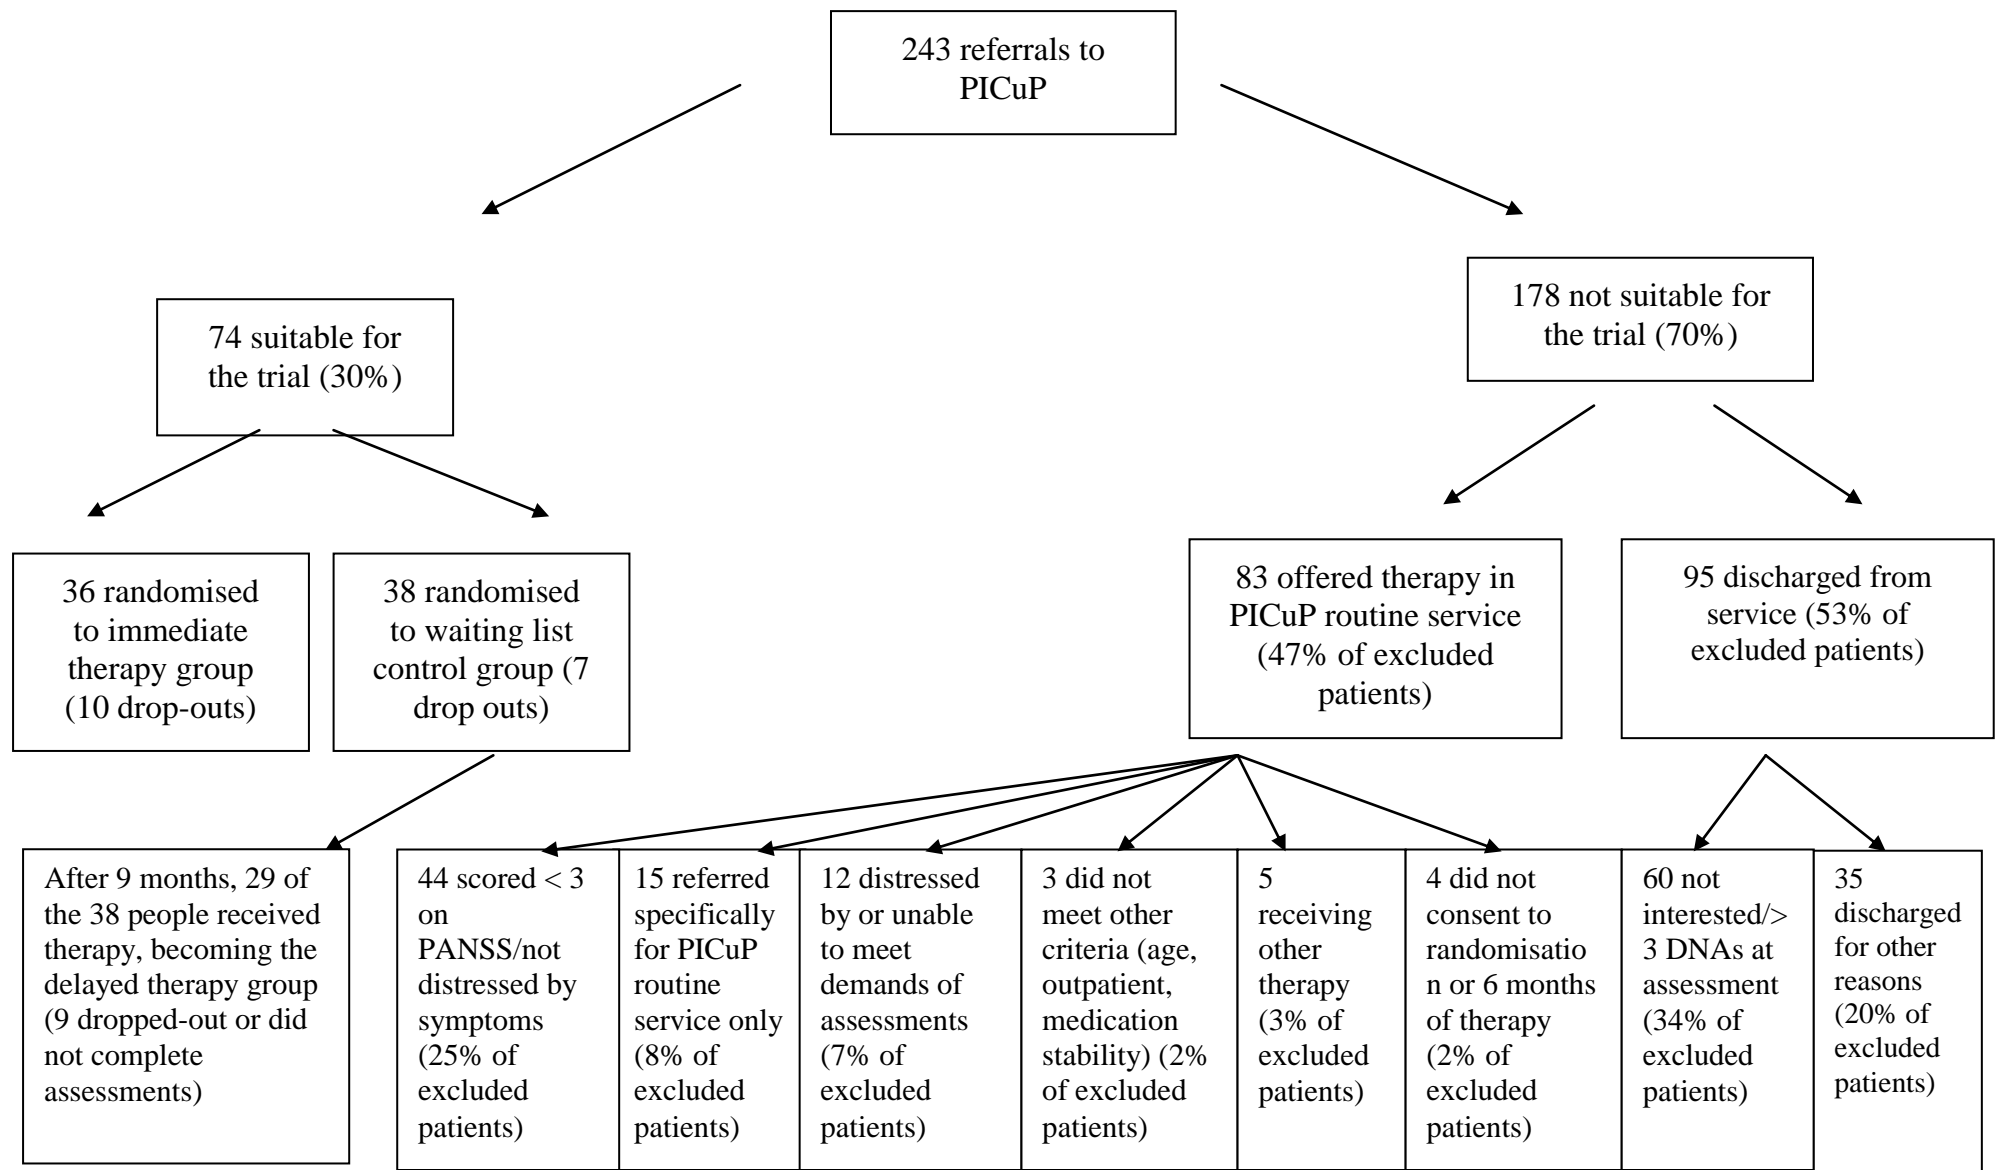 243 referrals to
PICuP
74 suitable for
the trial (30%)
178 not suitable for
the trial (70%)
36 randomised
to immediate
therapy group
(10 drop-outs)
38 randomised
to waiting list
control group (7
drop outs)
83 offered therapy in
PICuP routine service
(47% of excluded
patients)
95 discharged from
service (53% of
excluded patients)
After 9 months, 29 of
the 38 people received
therapy, becoming the
delayed therapy group
(9 dropped-out or did
not complete
assessments)
44 scored < 3
on
PANSS/not
distressed by
symptoms
(25% of
excluded
patients)
15 referred
specifically
for PICuP
routine
service only
(8% of
excluded
patients)
12 distressed
by or unable
to meet
demands of
assessments
(7% of
excluded
patients)
3 did not
meet other
criteria (age,
outpatient,
medication
stability) (2%
of excluded
patients)
5
receiving
other
therapy
(3% of
excluded
patients)
4 did not
consent to
randomisatio
n or 6 months
of therapy
(2% of
excluded
patients)
60 not
interested/>
3 DNAs at
assessment
(34% of
excluded
patients)
35
discharged
for other
reasons
(20% of
excluded
patients)